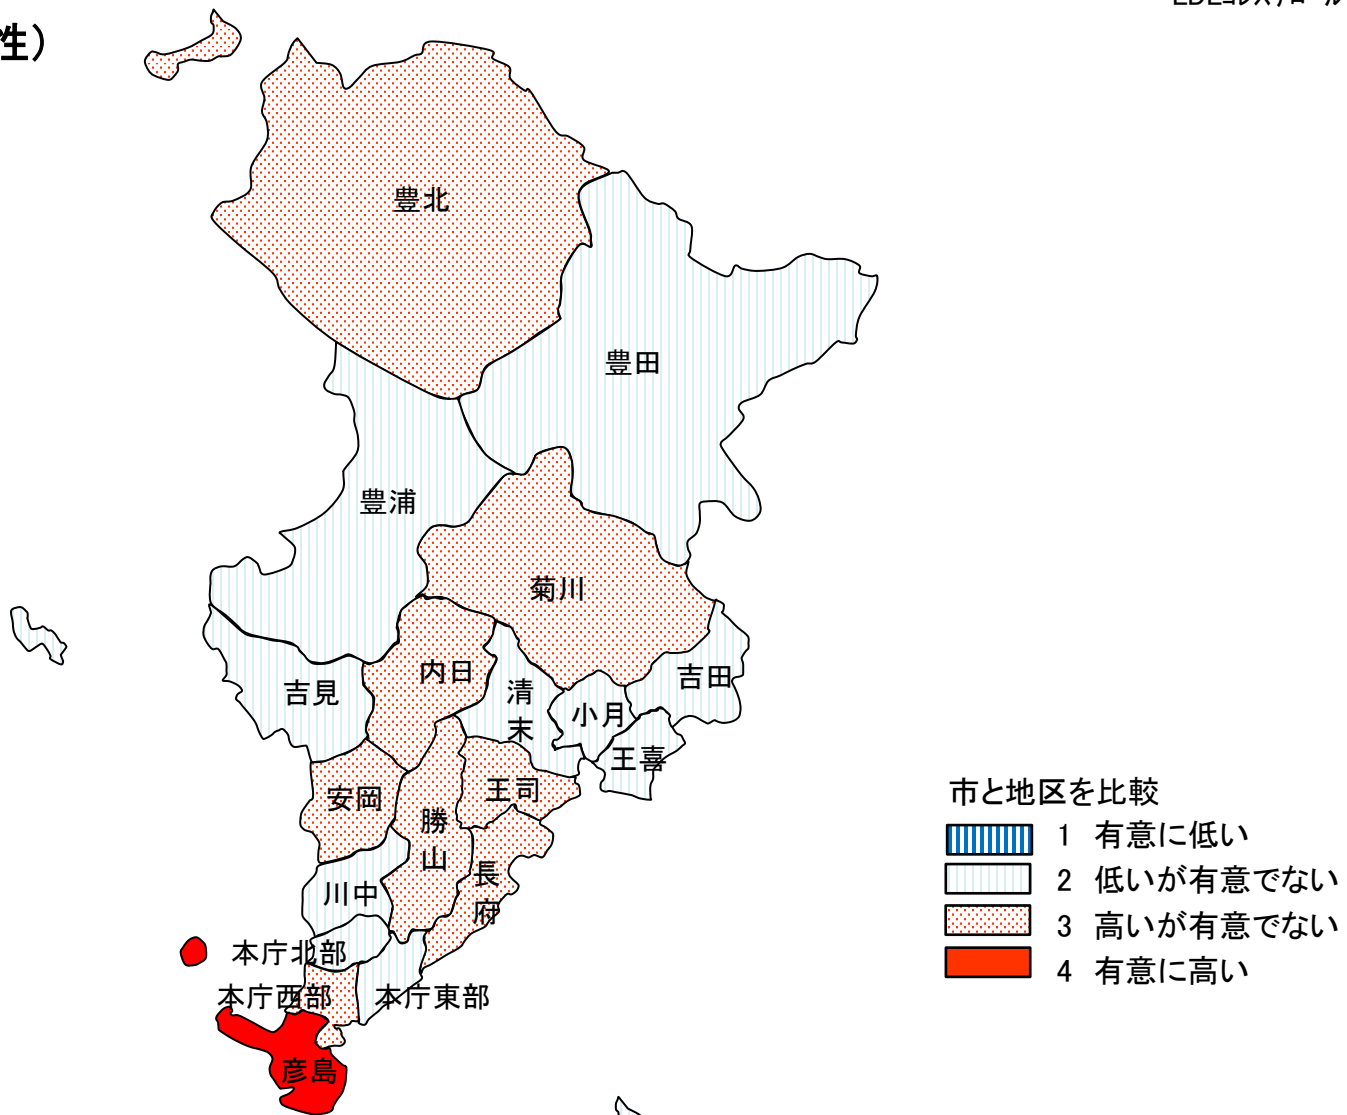 性）
豊北
豊田
豊浦
菊川
内日
吉田
吉見
清末
小月
王喜
安岡
王司
勝山
長府
川中
本庁北部
本庁西部
本庁東部
彦島
市と地区を比較
1 有意に低い
2 低いが有意でない
3 高いが有意でない
4 有意に高い